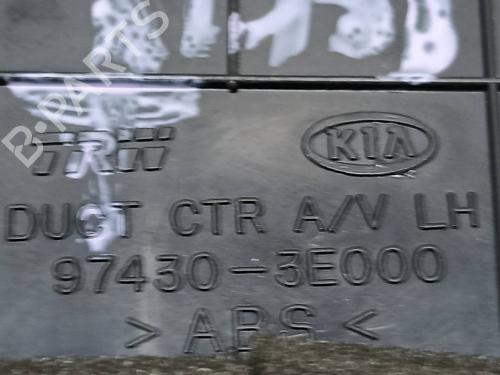 B-PARTS
TRW KIA
DUCT CTR A/V LH
97430-3E000
> ABS <